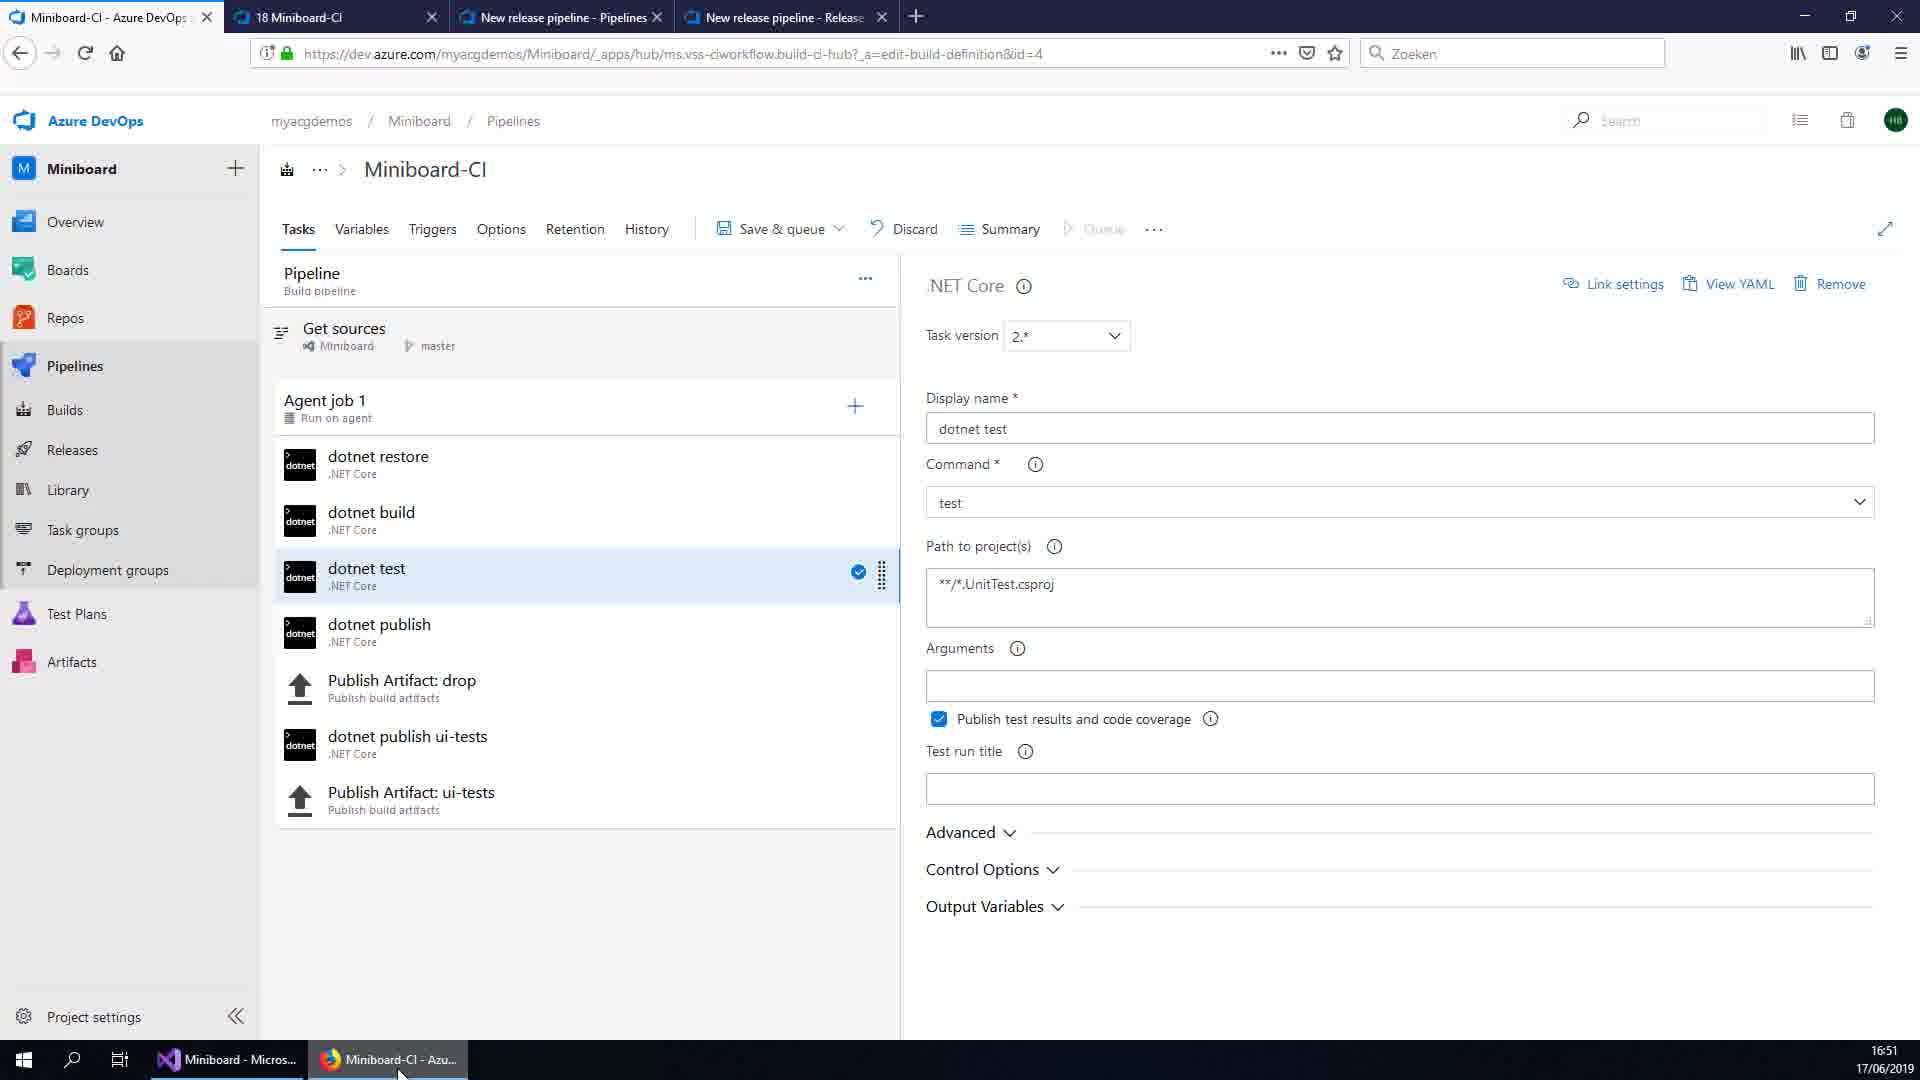 Miniboard-CI - Azure DevOps
18 Miniboard-CI
New release pipeline - Pipelines
New release pipeline - Release
https://dev.azure.com/myacgdemos/Miniboard/_apps/hub/ms.vss-ciworkflow.build-ci-hub?_a=edit-build-definition&id=4
Zoeken
Azure DevOps
myacgdemos / Miniboard / Pipelines
Search
HB
M Miniboard
Miniboard-CI
Overview
Boards
Repos
Pipelines
Builds
Releases
Library
Task groups
Deployment groups
Test Plans
Artifacts
Project settings
Tasks Variables Triggers Options Retention History Save & queue Discard Summary Queue
Pipeline
Build pipeline
Get sources
Miniboard master
Agent job 1
Run on agent
dotnet restore
.NET Core
dotnet build
.NET Core
dotnet test
.NET Core
dotnet publish
.NET Core
Publish Artifact: drop
Publish build artifacts
dotnet publish ui-tests
.NET Core
Publish Artifact: ui-tests
Publish build artifacts
dotnet
dotnet
dotnet
dotnet
dotnet
.NET Core
Link settings View YAML Remove
Task version 2.*
Display name *
dotnet test
Command *
test
Path to project(s)
**/*.UnitTest.csproj
Arguments
Publish test results and code coverage
Test run title
Advanced
Control Options
Output Variables
Miniboard - Micros...
Miniboard-CI - Azu...
16:51
17/06/2019